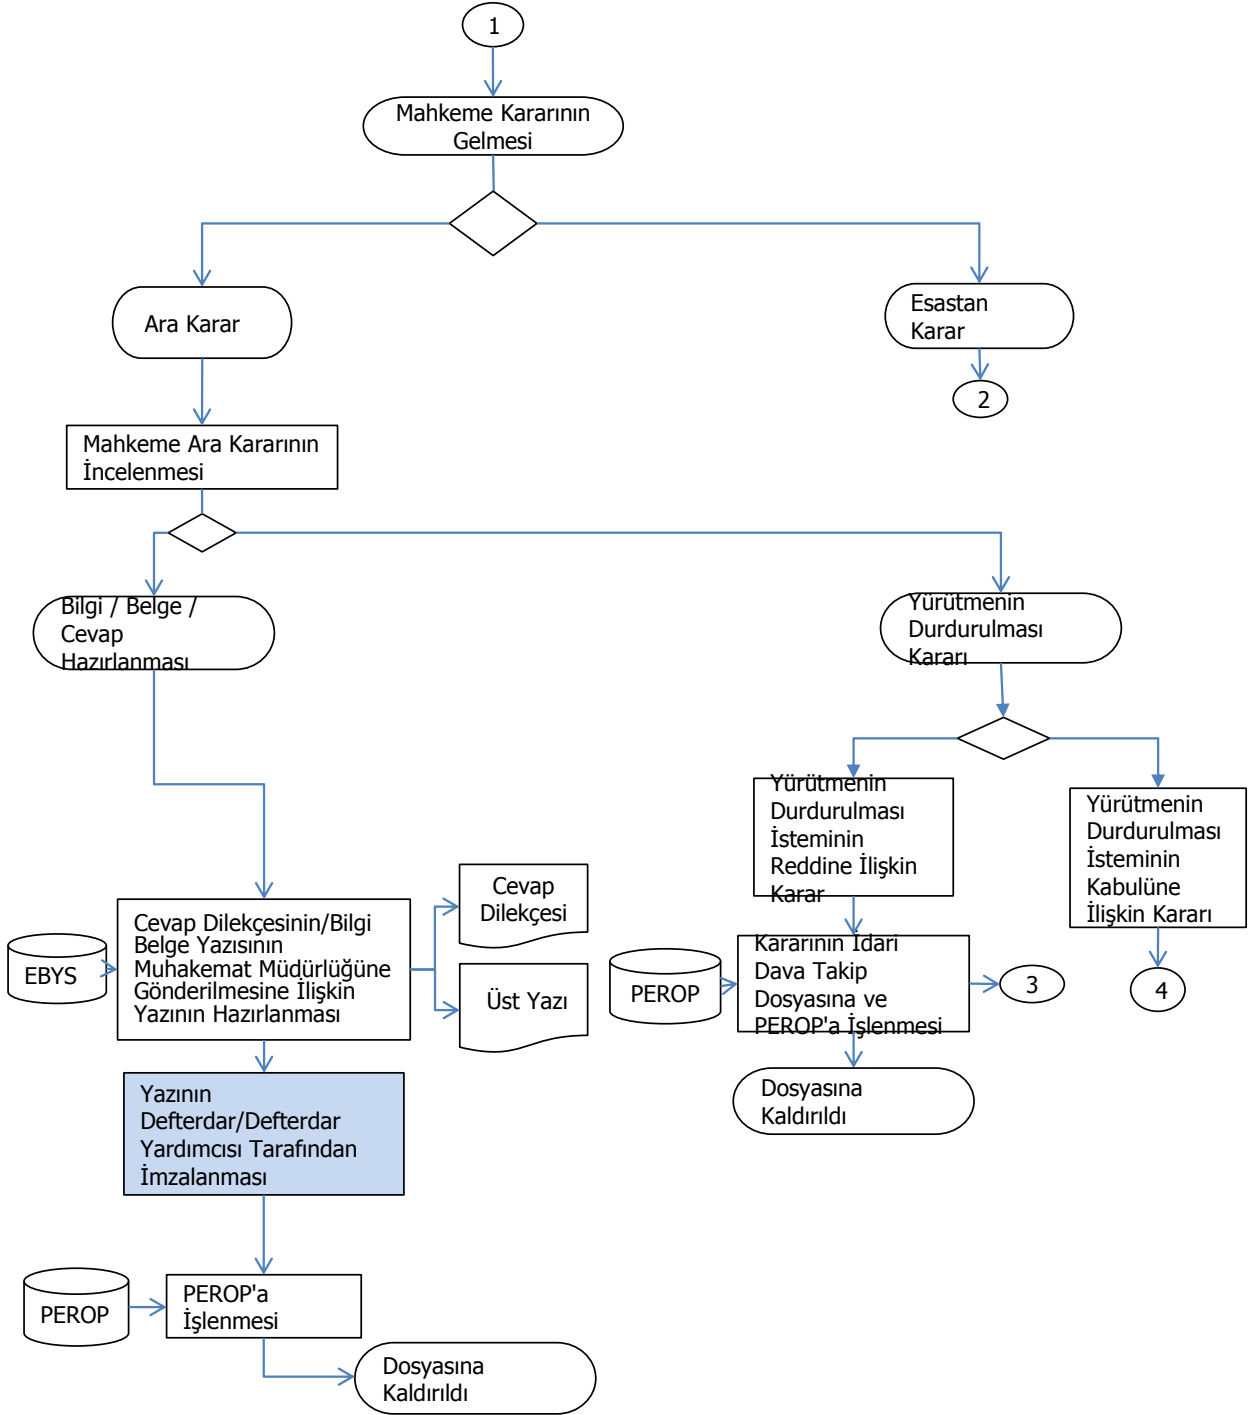 1
Mahkeme Kararının
Gelmesi
Ara Karar
Esastan
Karar
2
Mahkeme Ara Kararının
İncelenmesi
Bilgi / Belge /
Cevap
Hazırlanması
Yürütmenin
Durdurulması
Kararı
Yürütmenin
Durdurulması
İsteminin
Reddine İlişkin
Karar
Yürütmenin
Durdurulması
İsteminin
Kabulüne
İlişkin Kararı
Cevap
Dilekçesi
Cevap Dilekçesinin/Bilgi
Belge Yazısının
Muhakemat Müdürlüğüne
Gönderilmesine İlişkin
Yazının Hazırlanması
EBYS
Üst Yazı
PEROP
Kararının İdari
Dava Takip
Dosyasına ve
PEROP'a İşlenmesi
3
4
Dosyasına
Kaldırıldı
Yazının
Defterdar/Defterdar
Yardımcısı Tarafından
İmzalanması
PEROP
PEROP'a
İşlenmesi
Dosyasına
Kaldırıldı